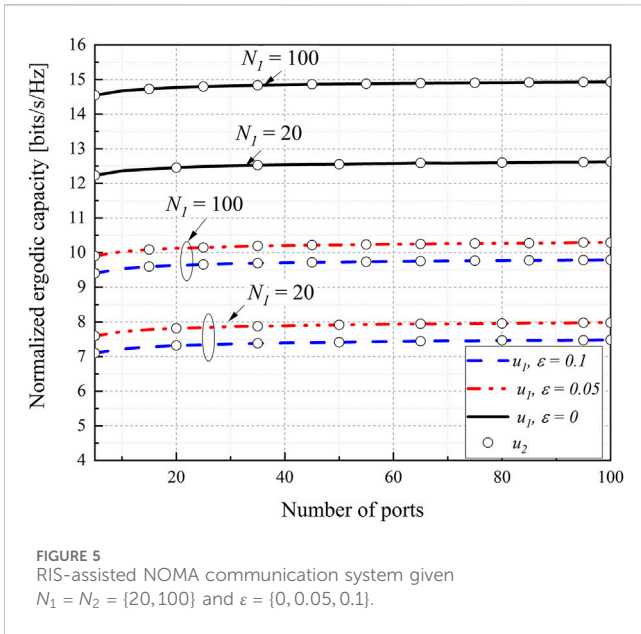 16
15
14
13
12
11
10
9
8
7
6
5
4
Normalized ergodic capacity [bits/s/Hz]
N₁ = 100
N₁ = 20
N₁ = 100
N₁ = 20
u₁, ε = 0.1
u₁, ε = 0.05
u₁, ε = 0
u₂
20 40 60 80 100
Number of ports
FIGURE 5
RIS-assisted NOMA communication system given
N₁ = N₂ = {20, 100} and ε = {0, 0.05, 0.1}.